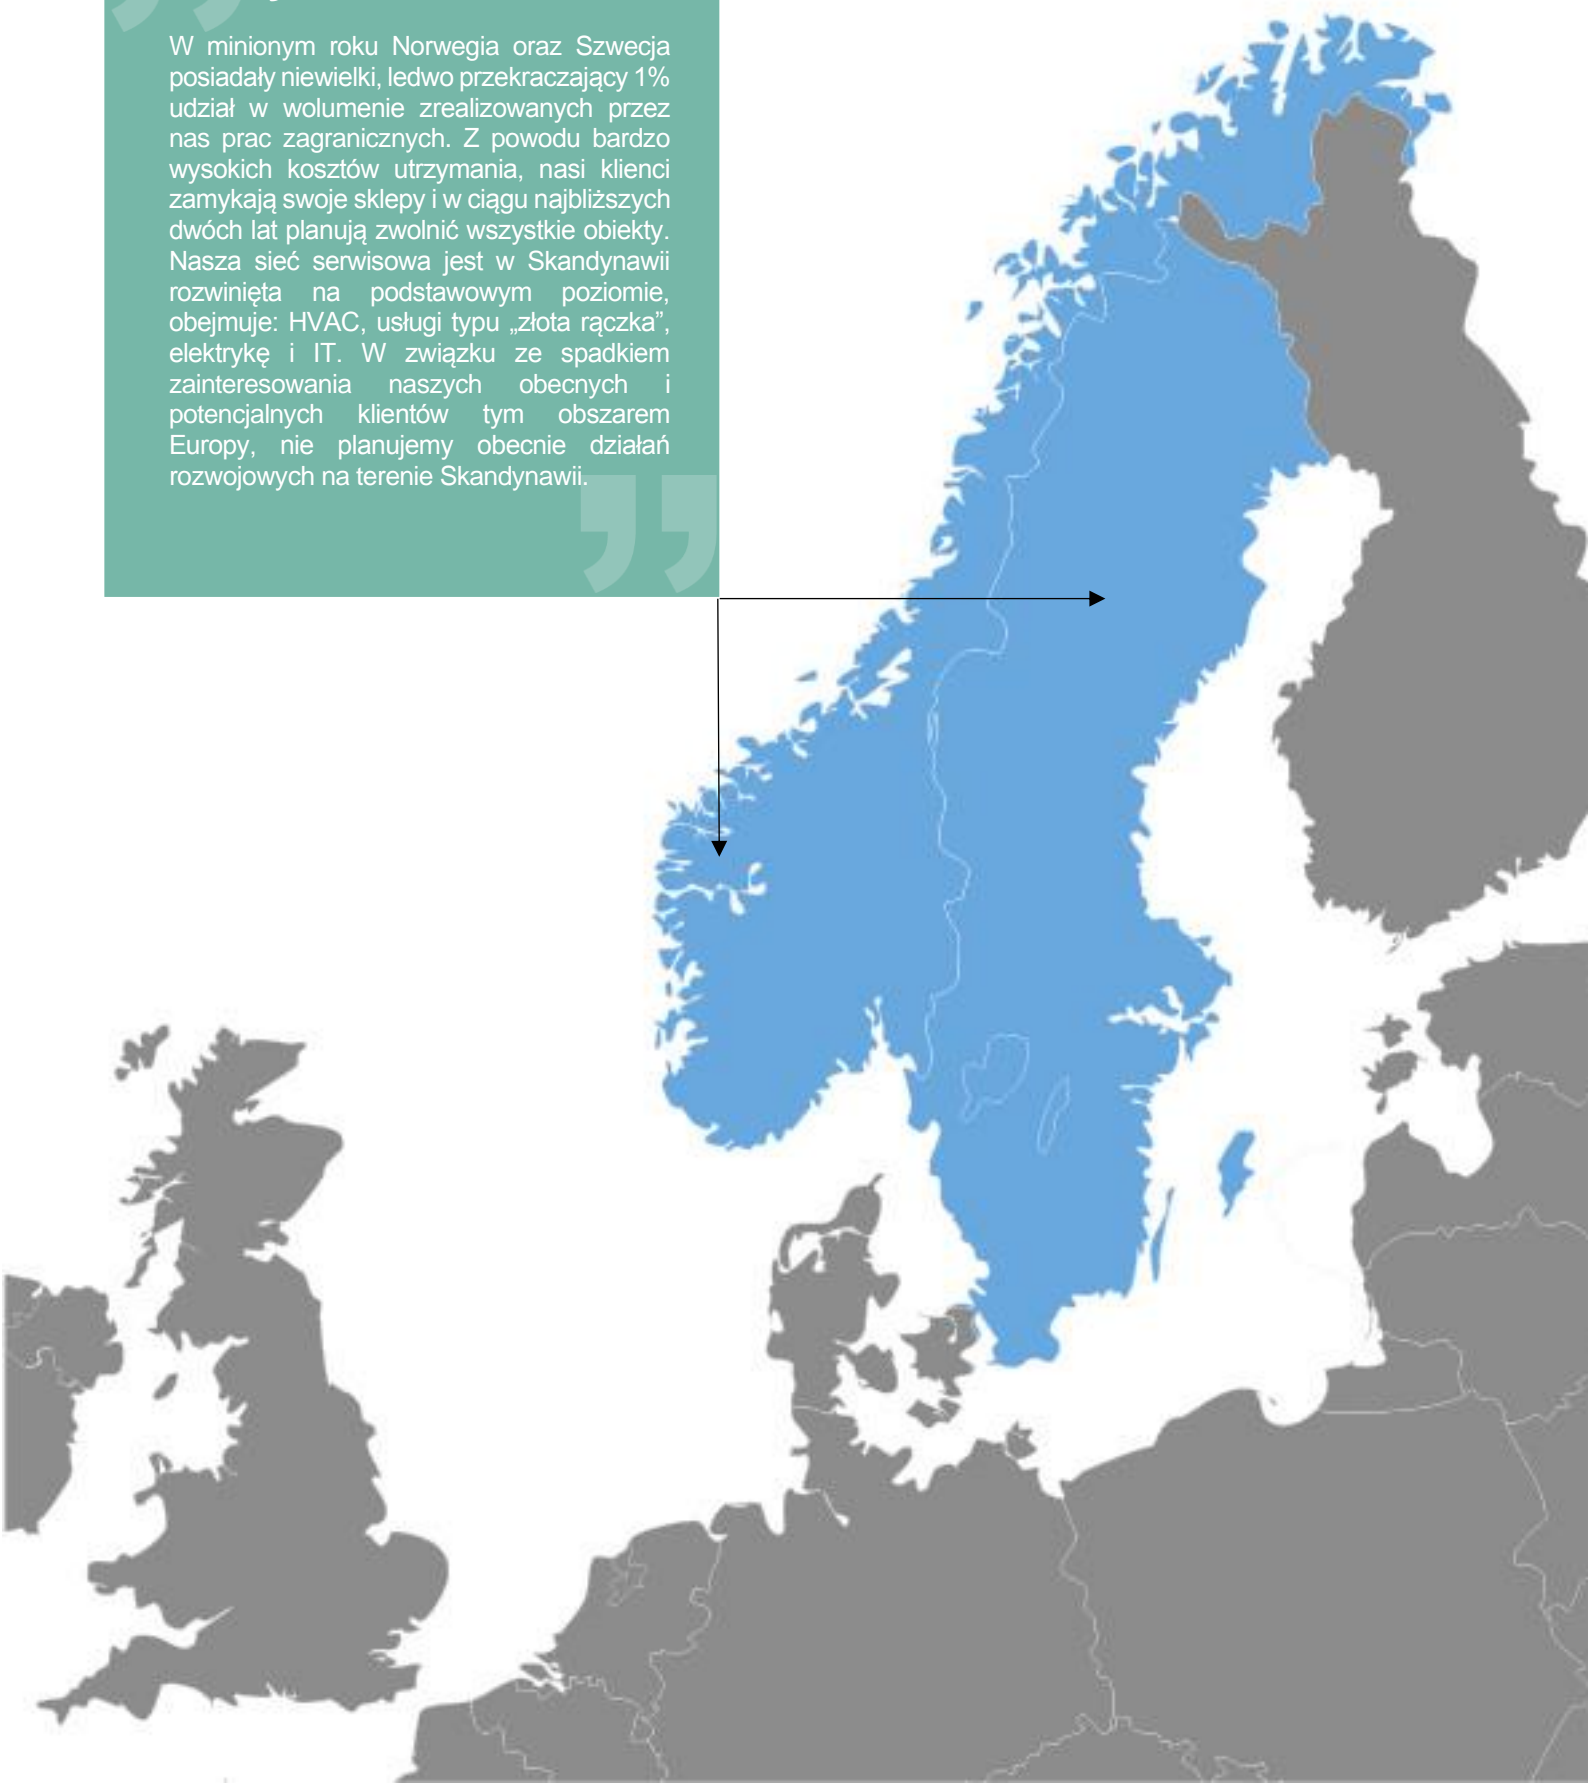 W minionym roku Norwegia oraz Szwecja
posiadały niewielki, ledwo przekraczający 1%
udział w wolumenie zrealizowanych przez
nas prac zagranicznych. Z powodu bardzo
wysokich kosztów utrzymania, nasi klienci
zamykają swoje sklepy i w ciągu najbliższych
dwóch lat planują zwolnić wszystkie obiekty.
Nasza sieć serwisowa jest w Skandynawii
rozwinięta na podstawowym poziomie,
obejmuje: HVAC, usługi typu „złota rączka”,
elektrykę i IT. W związku ze spadkiem
zainteresowania naszych obecnych i
potencjalnych klientów tym obszarem
Europy, nie planujemy obecnie działań
rozwojowych na terenie Skandynawii.